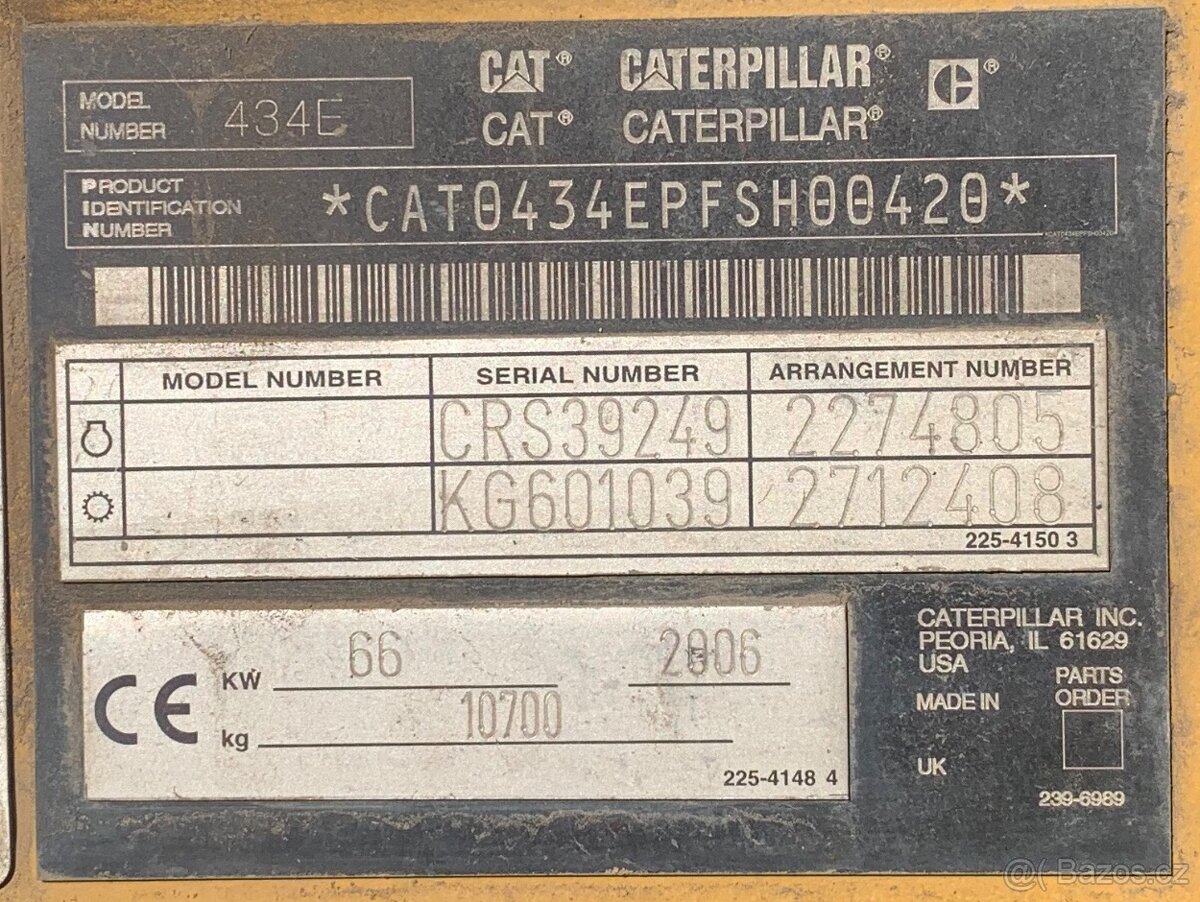 CAT® CATERPILLAR®
CAT® CATERPILLAR®
MODEL
NUMBER 434E
PRODUCT
IDENTIFICATION
NUMBER
*CAT0434EPFSH00420*
*CAT0434EPFSH00420
MODEL NUMBER SERIAL NUMBER ARRANGEMENT NUMBER
CRS39249 2274805
KG601039 2712408
225-4150 3
CE KW 66 2006
kg 10700
225-4148 4
CATERPILLAR INC.
PEORIA, IL 61629
USA
MADE IN
UK
PARTS
ORDER
239-6989
@( Bazos.cz